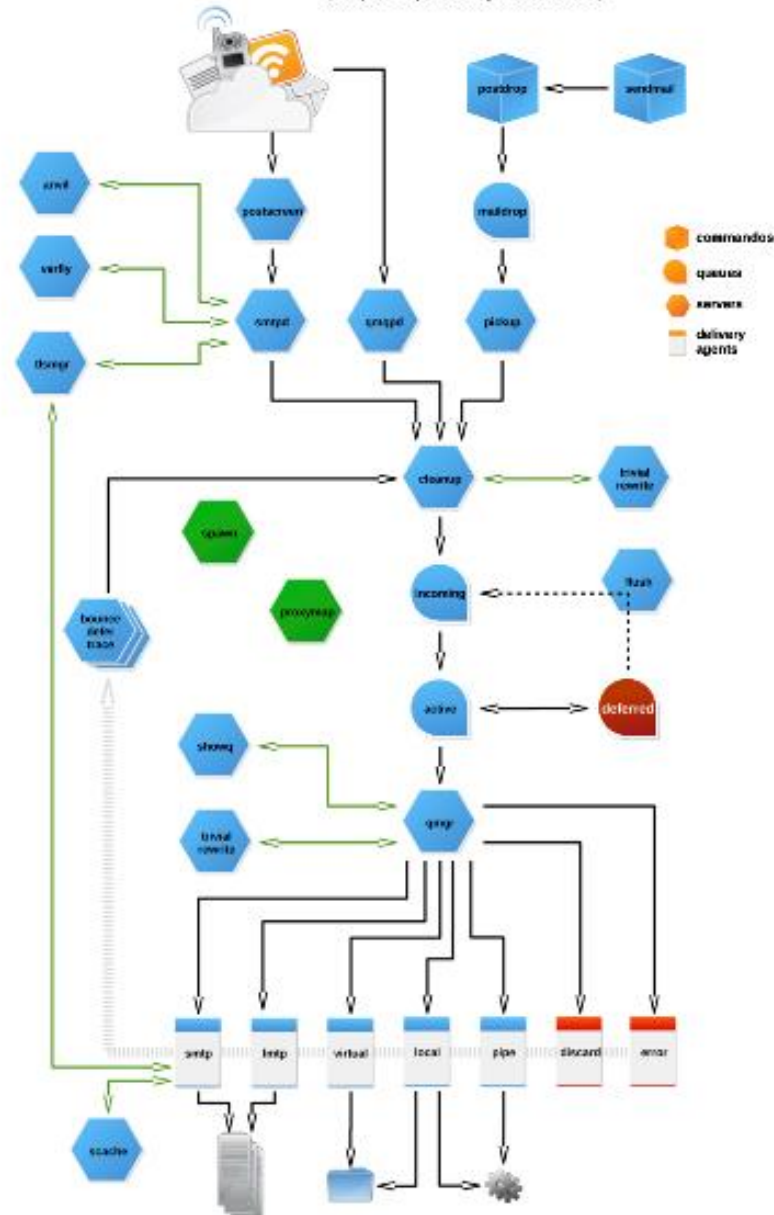 postdrop
sendmail
anvil
postscreen
maildrop
commandos
verfiy
queues
smtpd
qmqpd
pickup
servers
tlsmgr
delivery
agents
cleanup
trivial
rewrite
spawn
incoming
flush
proxymap
bounce
defer
trace
active
deferred
showq
qmgr
trivial
rewrite
smtp
lmtp
virtual
local
pipe
discard
error
scache